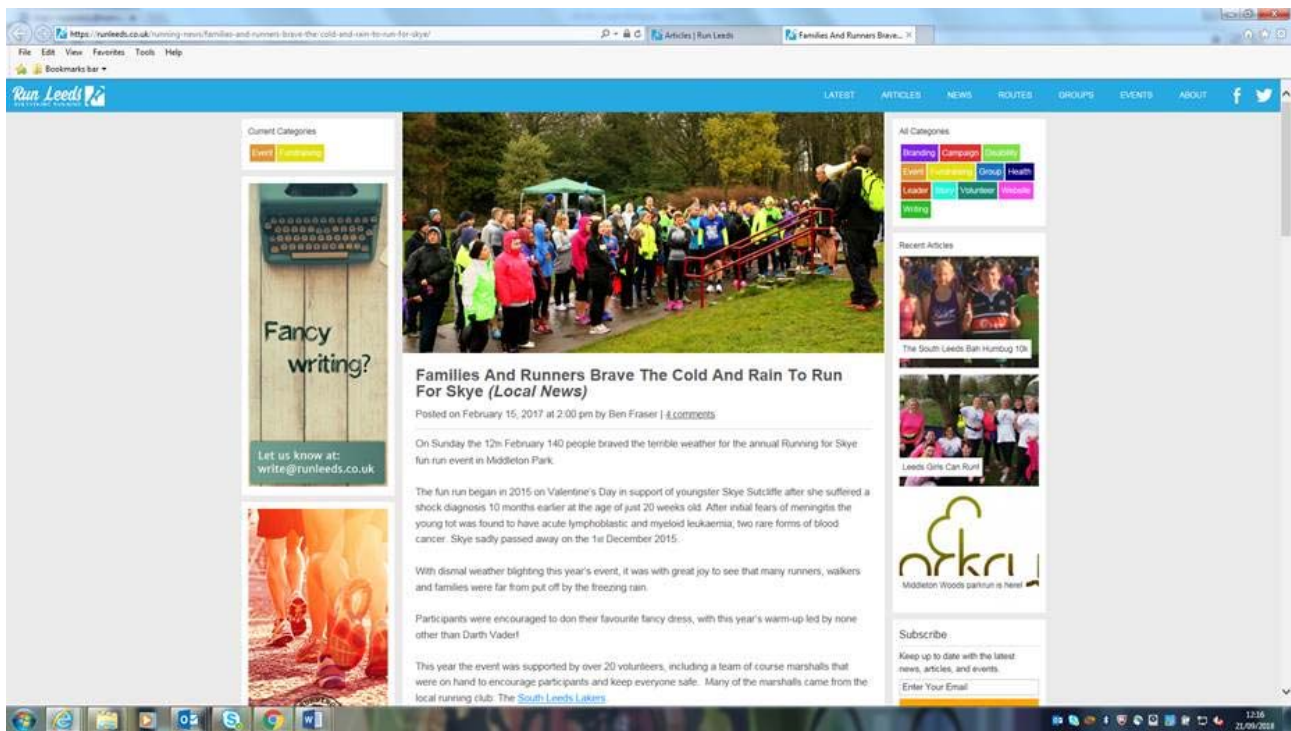 https://runleeds.co.uk/running-news/families-and-runners-brave-the-cold-and-rain-to-run-for-skye/
Articles | Run Leeds
Families And Runners Brave...
File Edit View Favorites Tools Help
Bookmarks bar
Run Leeds
LATEST ARTICLES NEWS ROUTES GROUPS EVENTS ABOUT
Current Categories
Event Fundraising
Fancy
writing?
Let us know at:
write@runleeds.co.uk
Families And Runners Brave The Cold And Rain To Run
For Skye (Local News)
Posted on February 15, 2017 at 2:00 pm by Ben Fraser | 4 comments
On Sunday the 12th February 140 people braved the terrible weather for the annual Running for Skye
fun run event in Middleton Park.
The fun run began in 2015 on Valentine's Day in support of youngster Skye Sutcliffe after she suffered a
shock diagnosis 10 months earlier at the age of just 20 weeks old. After initial fears of meningitis the
young tot was found to have acute lymphoblastic and myeloid leukaemia; two rare forms of blood
cancer. Skye sadly passed away on the 1st December 2015.
With dismal weather blighting this year's event, it was with great joy to see that many runners, walkers
and families were far from put off by the freezing rain.
Participants were encouraged to don their favourite fancy dress, with this year's warm-up led by none
other than Darth Vader!
This year the event was supported by over 20 volunteers, including a team of course marshalls that
were on hand to encourage participants and keep everyone safe. Many of the marshalls came from the
local running club: The South Leeds Lakers.
All Categories
Branding Campaign Disability
Event Fundraising Group Health
Leader Story Volunteer Website
Writing
Recent Articles
The South Leeds Bah Humbug 10k
Leeds Girls Can Run!
Middleton Woods parkrun is here!
Subscribe
Keep up to date with the latest
news, articles, and events.
Enter Your Email
12:16
21/09/2018